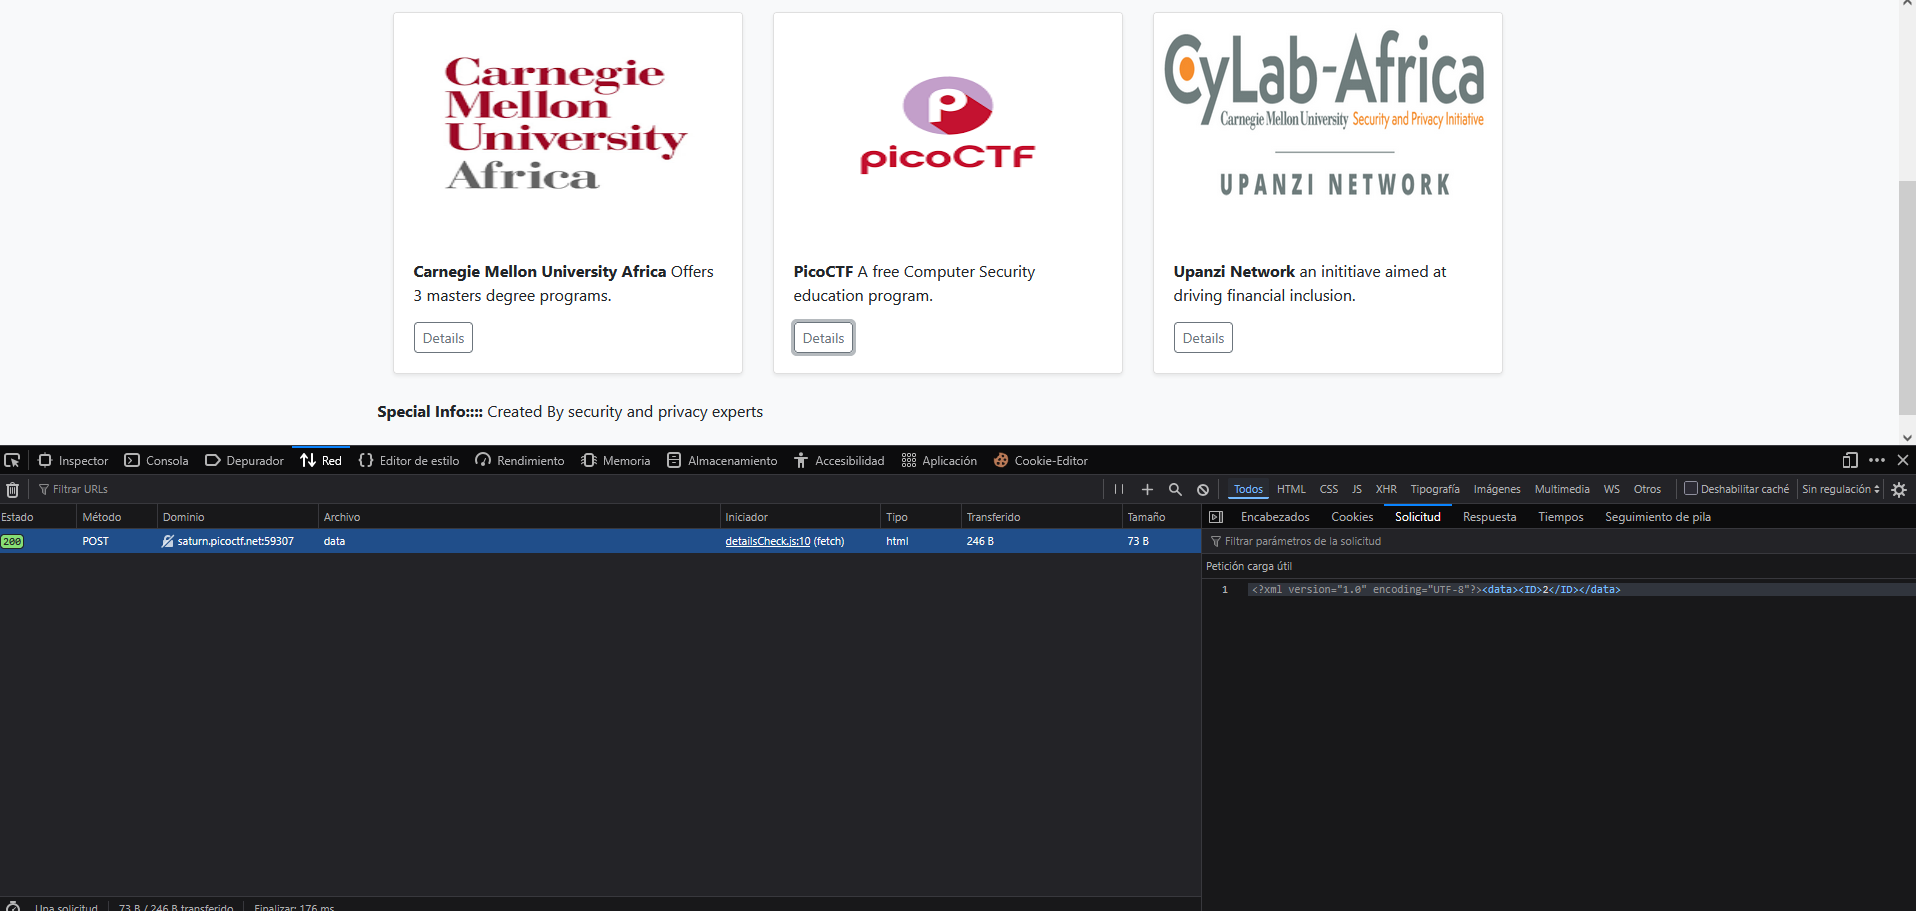 Carnegie
Mellon
University
Africa
picoCTF
CyLab-Africa
Carnegie Mellon University Security and Privacy Initiative
UPANZI NETWORK
Carnegie Mellon University Africa Offers
3 masters degree programs.
Details
PicoCTF A free Computer Security
education program.
Details
Upanzi Network an inititiave aimed at
driving financial inclusion.
Details
Special Info:::: Created By security and privacy experts
Inspector Consola Depurador Red Editor de estilo Rendimiento Memoria Almacenamiento Accesibilidad Aplicación Cookie-Editor
Filtrar URLs
Todos HTML CSS JS XHR Tipografía Imágenes Multimedia WS Otros Deshabilitar caché Sin regulación
Estado Método Dominio Archivo Iniciador Tipo Transferido Tamaño
200 POST saturn.picoctf.net:59307 data detailsCheck.js:10 (fetch) html 246 B 73 B
Encabezados Cookies Solicitud Respuesta Tiempos Seguimiento de pila
Filtrar parámetros de la solicitud
Petición carga útil
1 <?xml version="1.0" encoding="UTF-8"?><data><ID>2</ID></data>
Una solicitud 73 B / 246 B transferido Finalizar: 176 ms